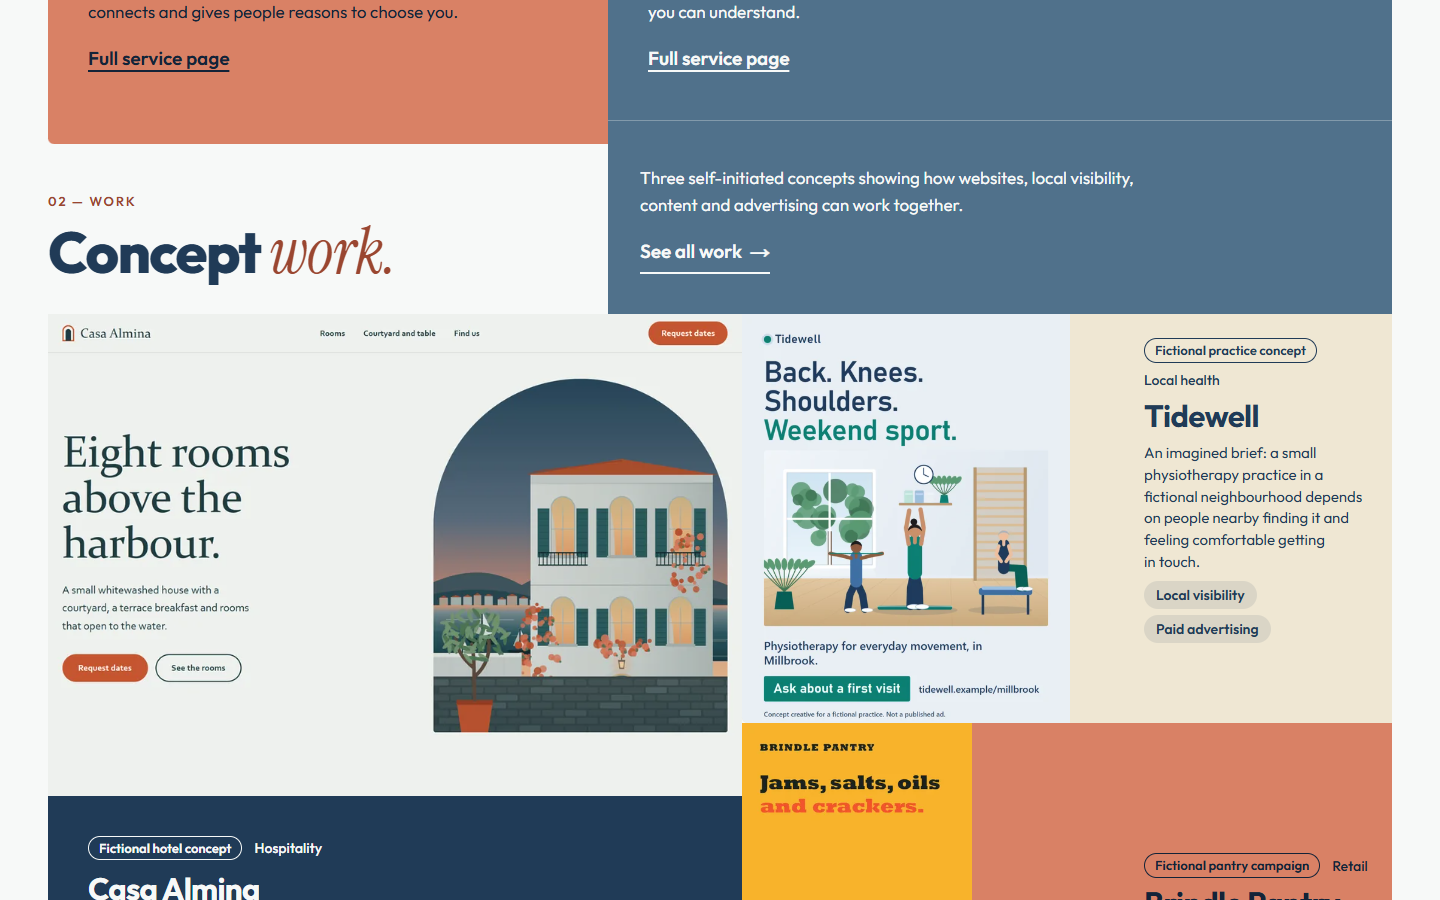 connects and gives people reasons to choose you.
Full service page
you can understand.
Full service page
02 — WORK
Concept work.
Three self-initiated concepts showing how websites, local visibility,
content and advertising can work together.
See all work →
Casa Almina
Rooms
Courtyard and table
Find us
Request dates
Eight rooms
above the
harbour.
A small whitewashed house with a
courtyard, a terrace breakfast and rooms
that open to the water.
Request dates
See the rooms
Fictional hotel concept
Hospitality
Casa Almina
Tidewell
Back. Knees.
Shoulders.
Weekend sport.
Physiotherapy for everyday movement, in
Millbrook.
Ask about a first visit
tidewell.example/millbrook
Concept creative for a fictional practice. Not a published ad.
Fictional practice concept
Local health
Tidewell
An imagined brief: a small
physiotherapy practice in a
fictional neighbourhood depends
on people nearby finding it and
feeling comfortable getting
in touch.
Local visibility
Paid advertising
BRINDLE PANTRY
Jams, salts, oils
and crackers.
Fictional pantry campaign
Retail
Brindle Pantry